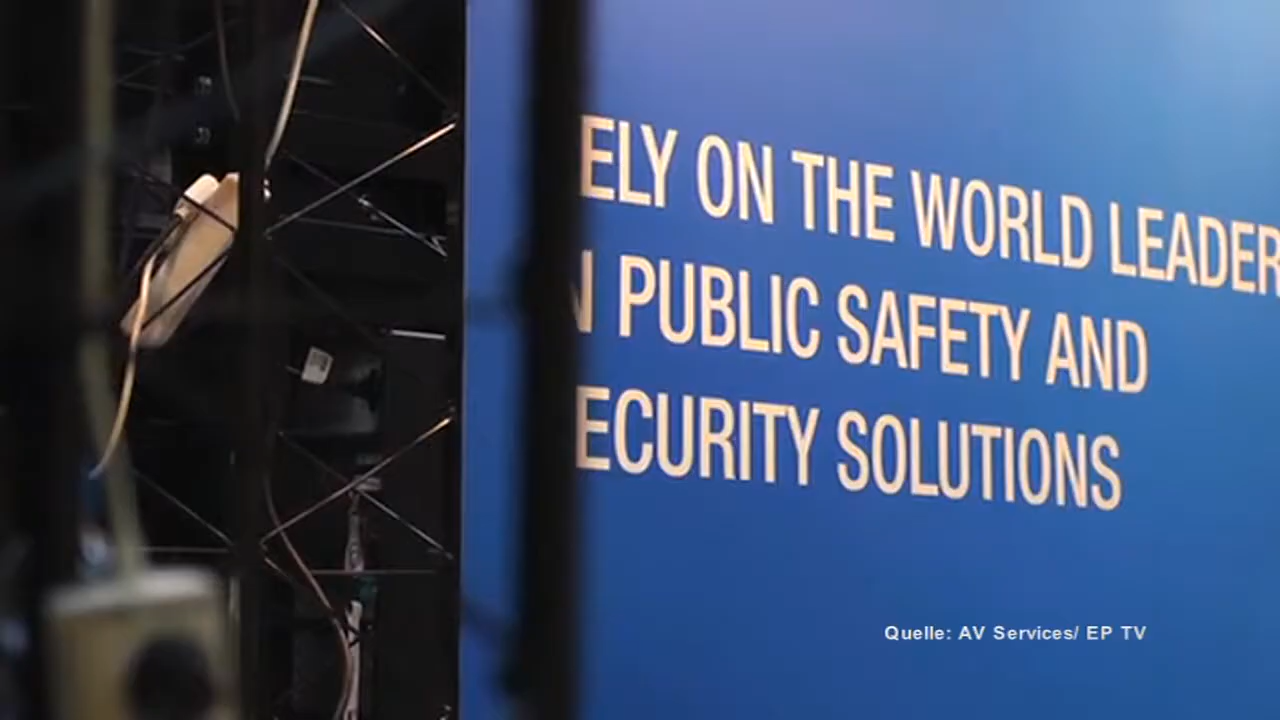 ELY ON THE WORLD LEADER
N PUBLIC SAFETY AND
ECURITY SOLUTIONS
Quelle: AV Services/ EP TV